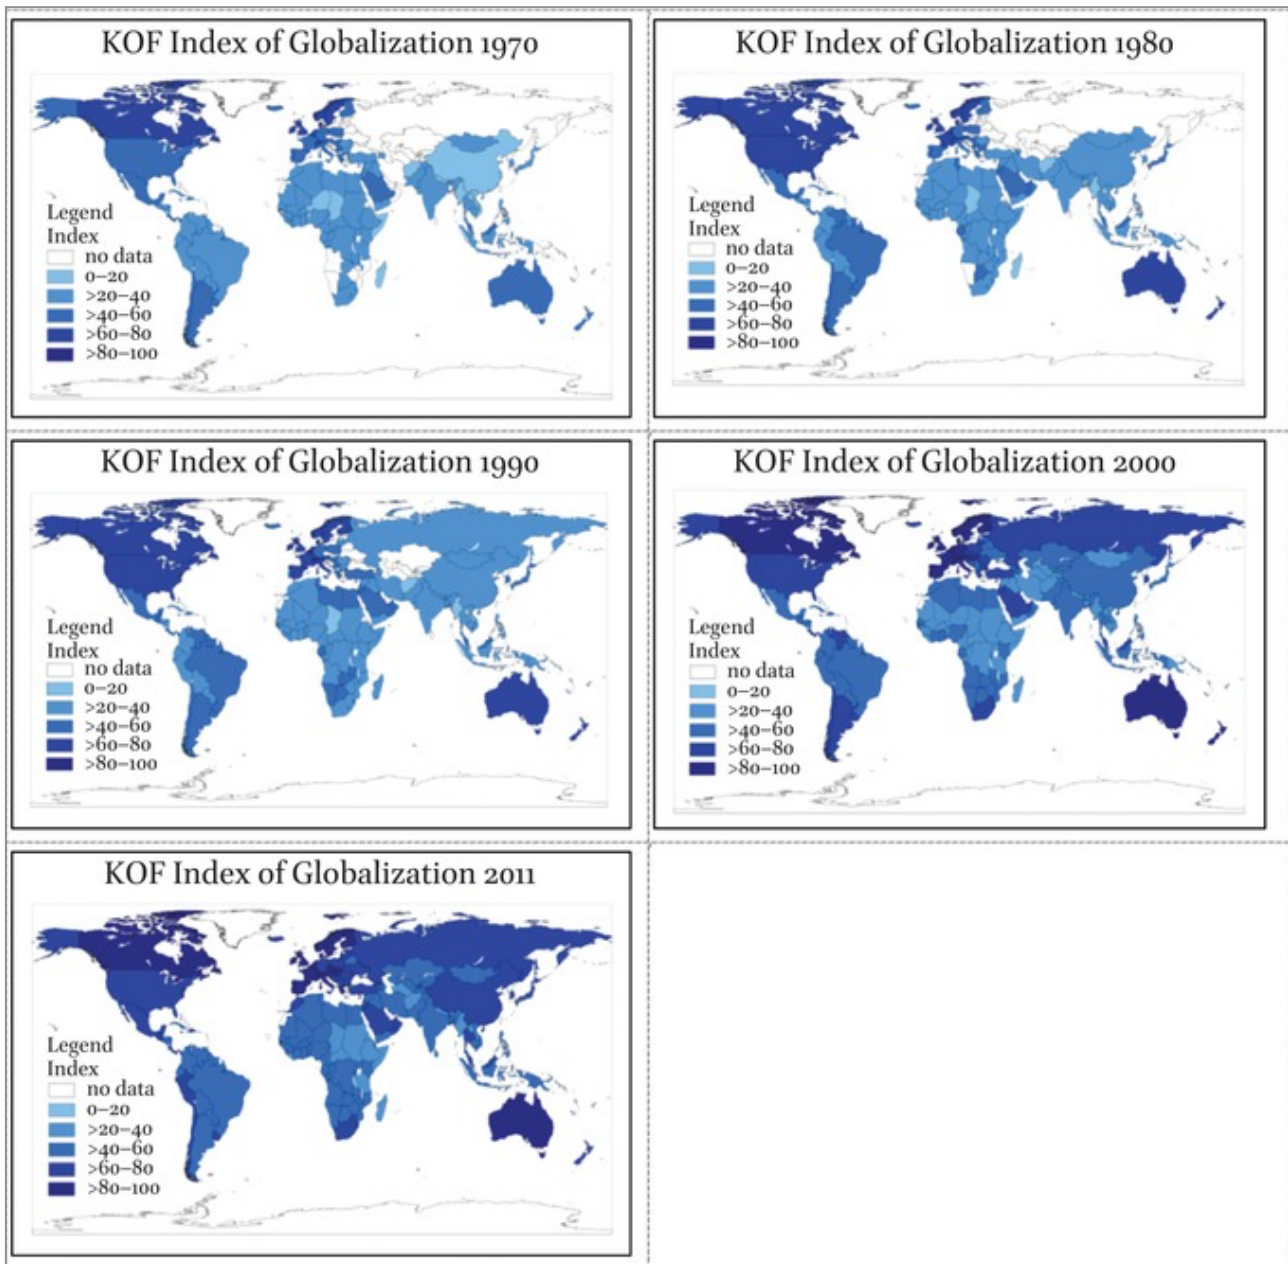 KOF Index of Globalization 1970
Legend
Index
no data
0–20
>20–40
>40–60
>60–80
>80–100
KOF Index of Globalization 1980
Legend
Index
no data
0–20
>20–40
>40–60
>60–80
>80–100
KOF Index of Globalization 1990
Legend
Index
no data
0–20
>20–40
>40–60
>60–80
>80–100
KOF Index of Globalization 2000
Legend
Index
no data
0–20
>20–40
>40–60
>60–80
>80–100
KOF Index of Globalization 2011
Legend
Index
no data
0–20
>20–40
>40–60
>60–80
>80–100